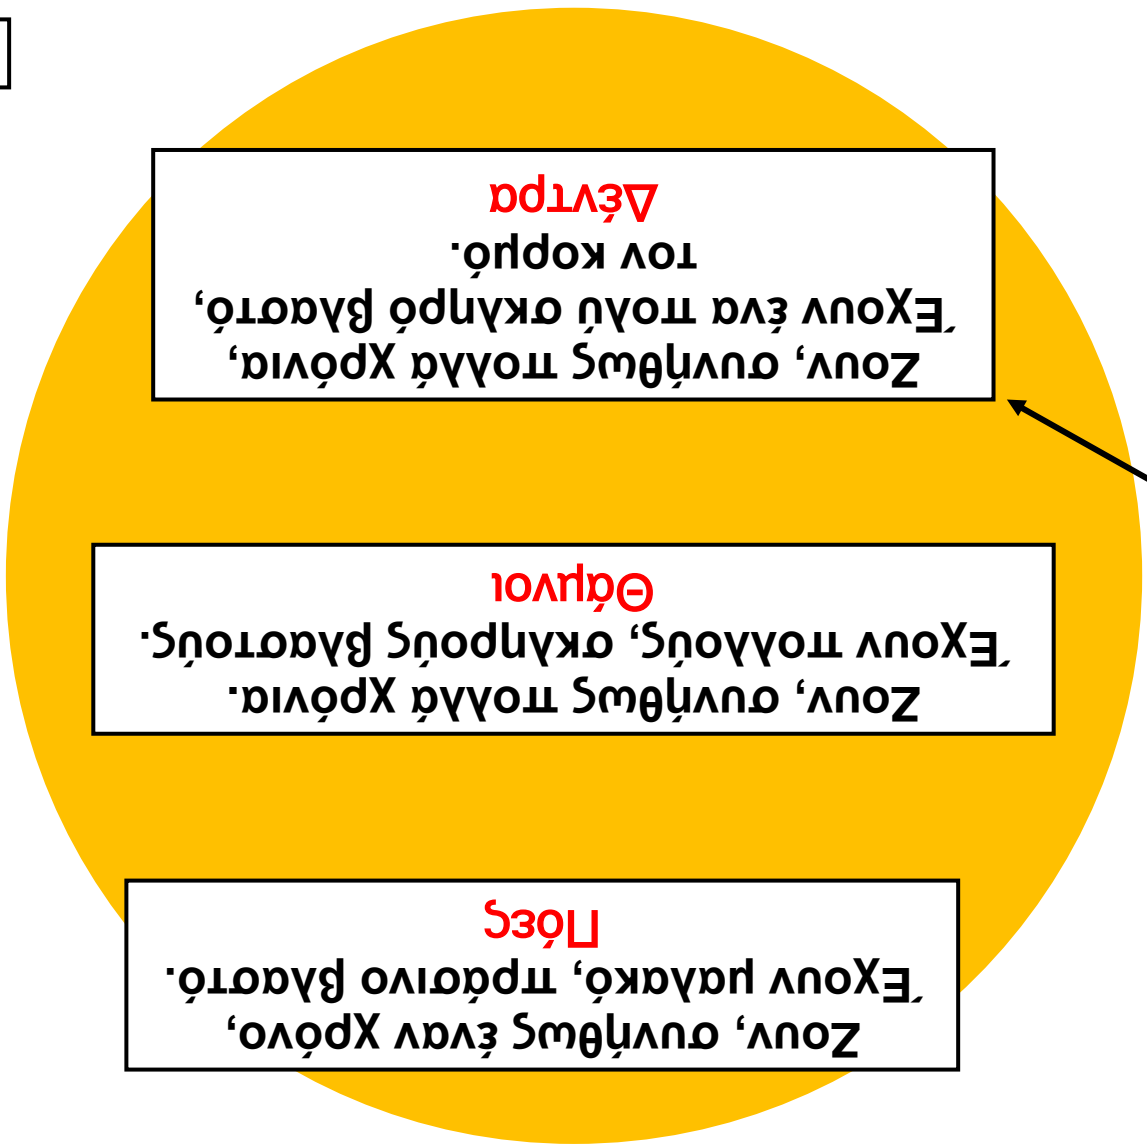 Ζουν, συνήθως έναν χρόνο,
Έχουν μαλακό, πράσινο βλαστό.
Πόες
Ζουν, συνήθως πολλά χρόνια.
Έχουν πολλούς, σκληρούς βλαστούς.
Θάμνοι
Ζουν, συνήθως πολλά χρόνια,
Έχουν ένα πολύ σκληρό βλαστό,
τον κορμό.
Δέντρα